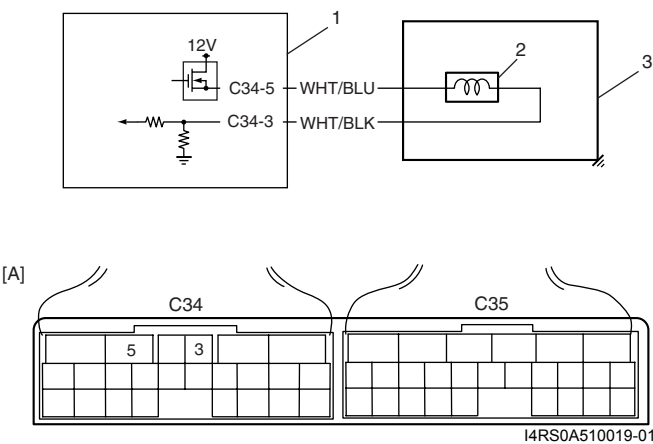 1
2
3
12V
C34-5
WHT/BLU
C34-3
WHT/BLK
[A]
C34
C35
5
3
I4RS0A510019-01